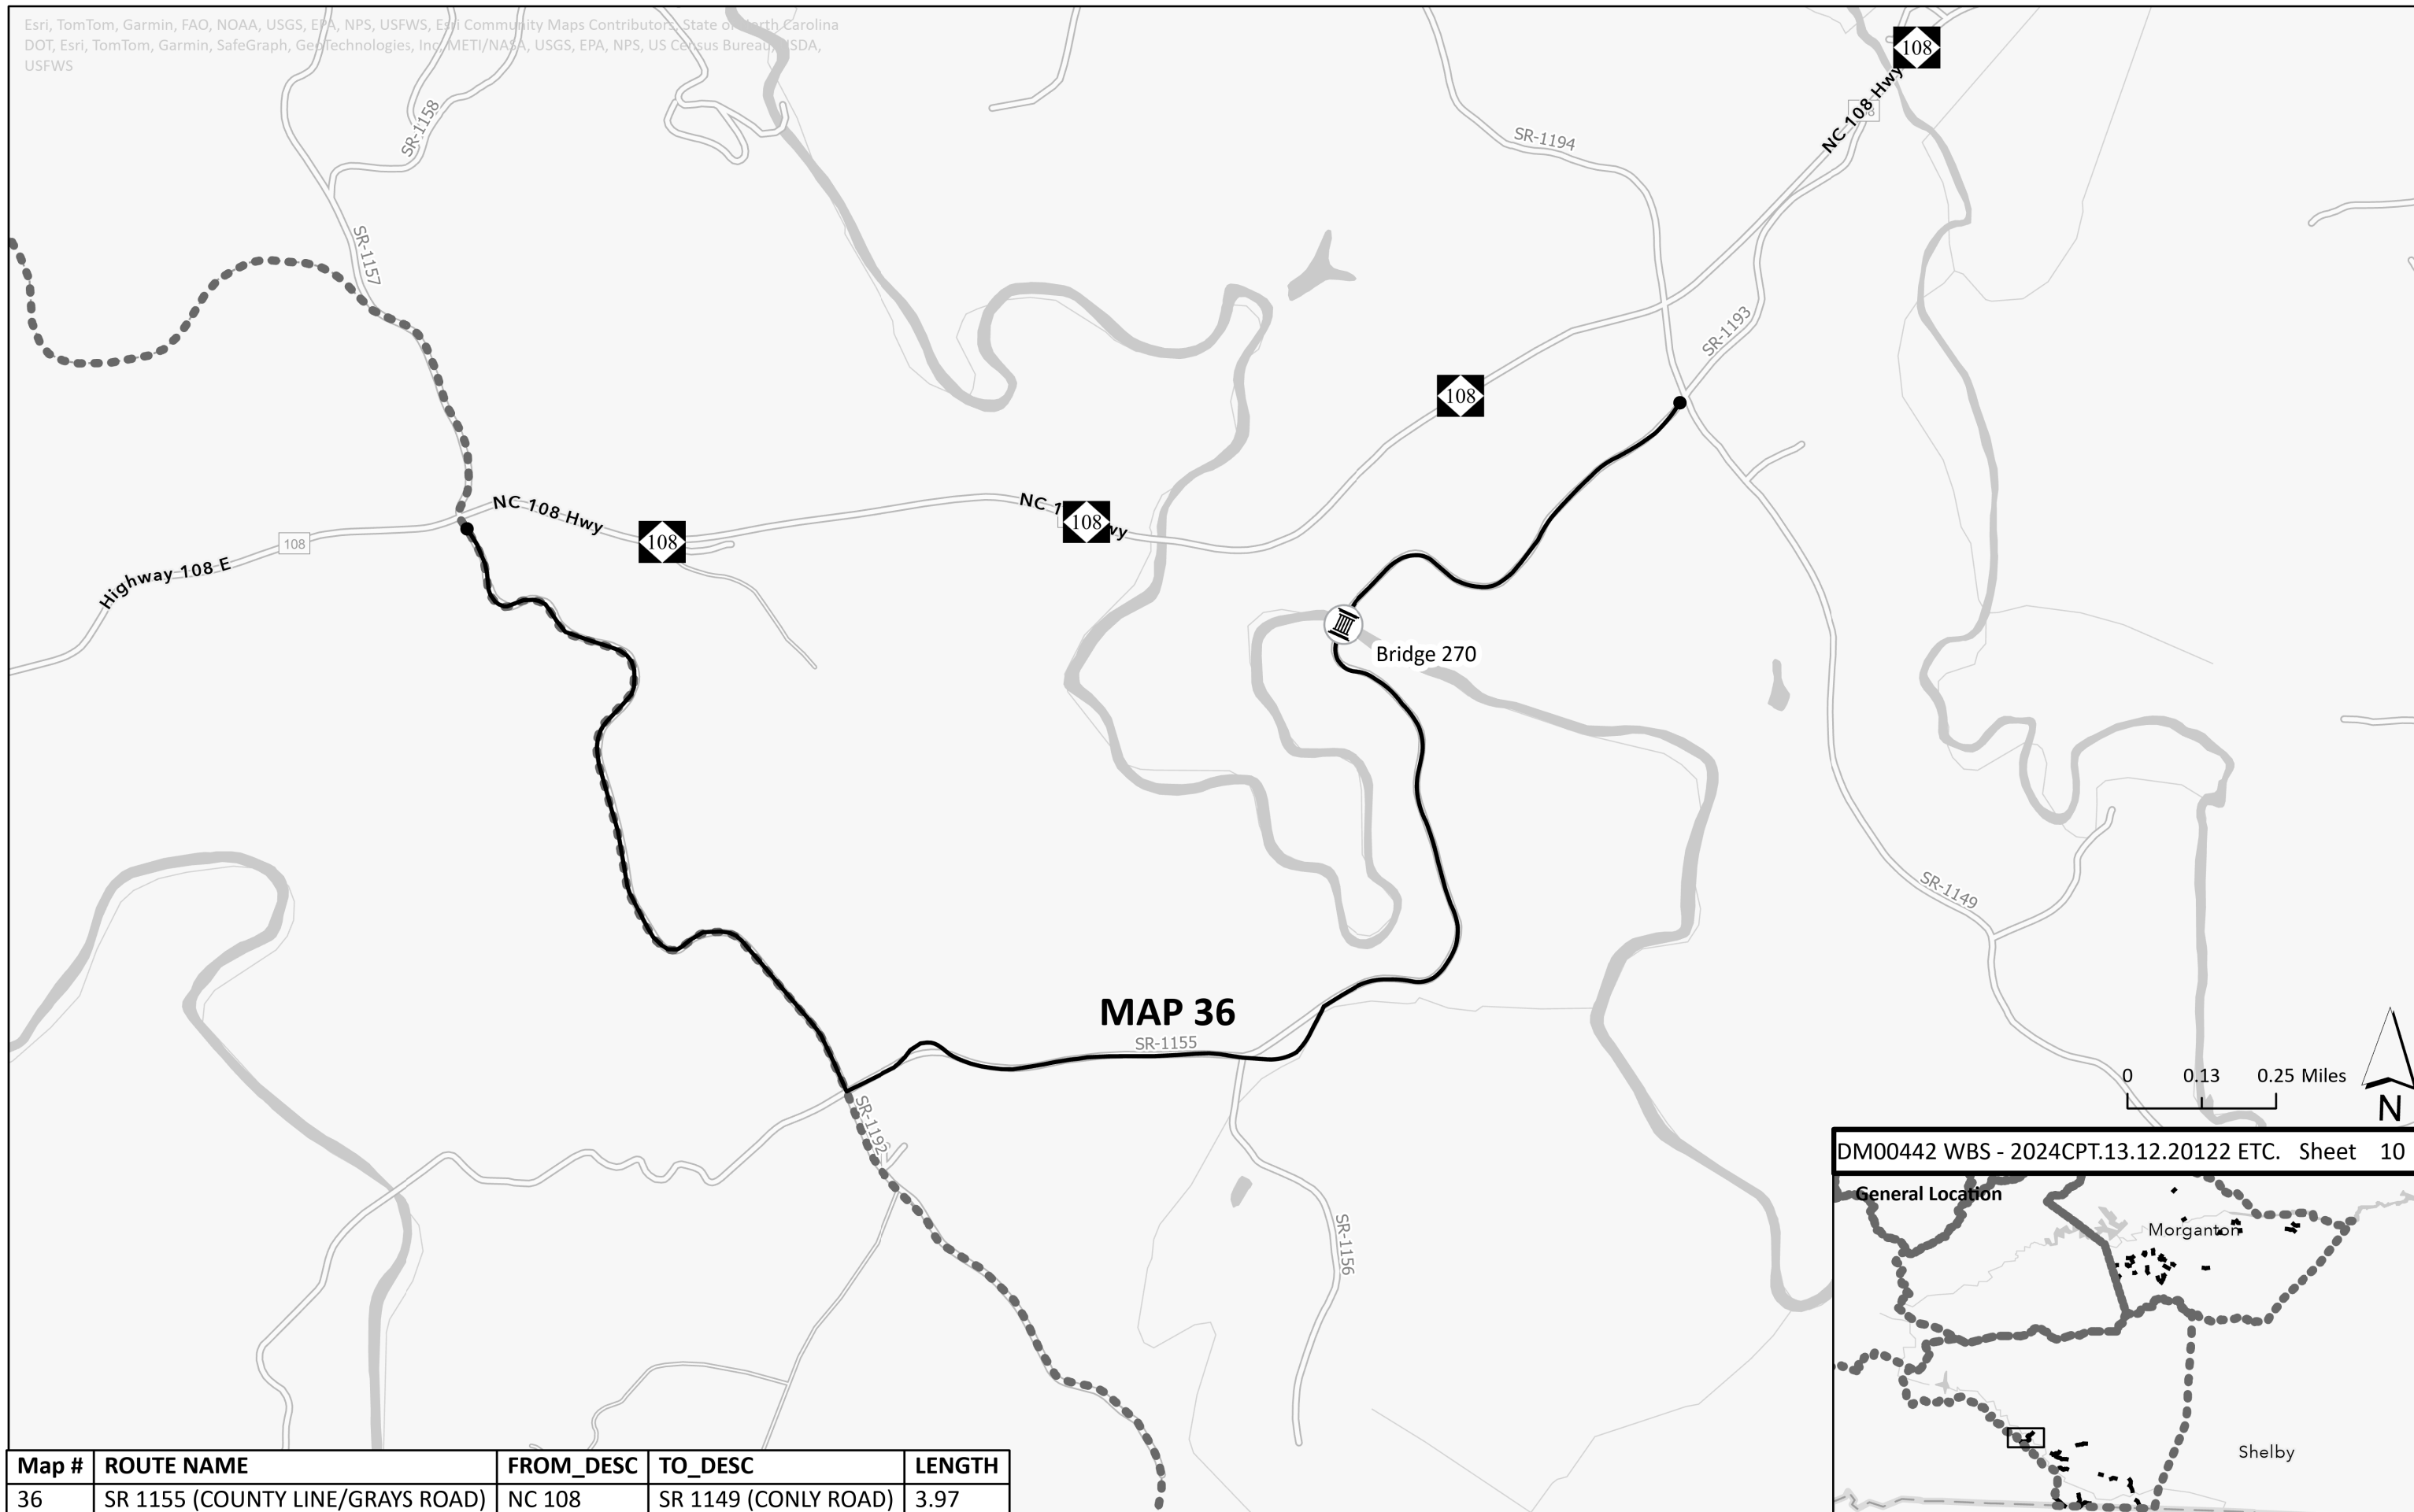 Esri, TomTom, Garmin, FAO, NOAA, USGS, EPA, NPS, USFWS, Esri Community Maps Contributors, State of North Carolina
DOT, Esri, TomTom, Garmin, SafeGraph, GeoTechnologies, Inc, METI/NASA, USGS, EPA, NPS, US Census Bureau, USDA,
USFWS
108
NC 108 Hwy
SR-1158
SR-1194
SR-1157
SR-1193
108
NC 108 Hwy
108
NC 1
108
wy
108
Highway 108 E
Bridge 270
SR-1149
MAP 36
SR-1155
SR-1192
SR-1156
0 0.13 0.25 Miles
N
DM00442 WBS - 2024CPT.13.12.20122 ETC. Sheet 10
General Location
Morganton
Shelby
Map # ROUTE NAME FROM_DESC TO_DESC LENGTH
36 SR 1155 (COUNTY LINE/GRAYS ROAD) NC 108 SR 1149 (CONLY ROAD) 3.97